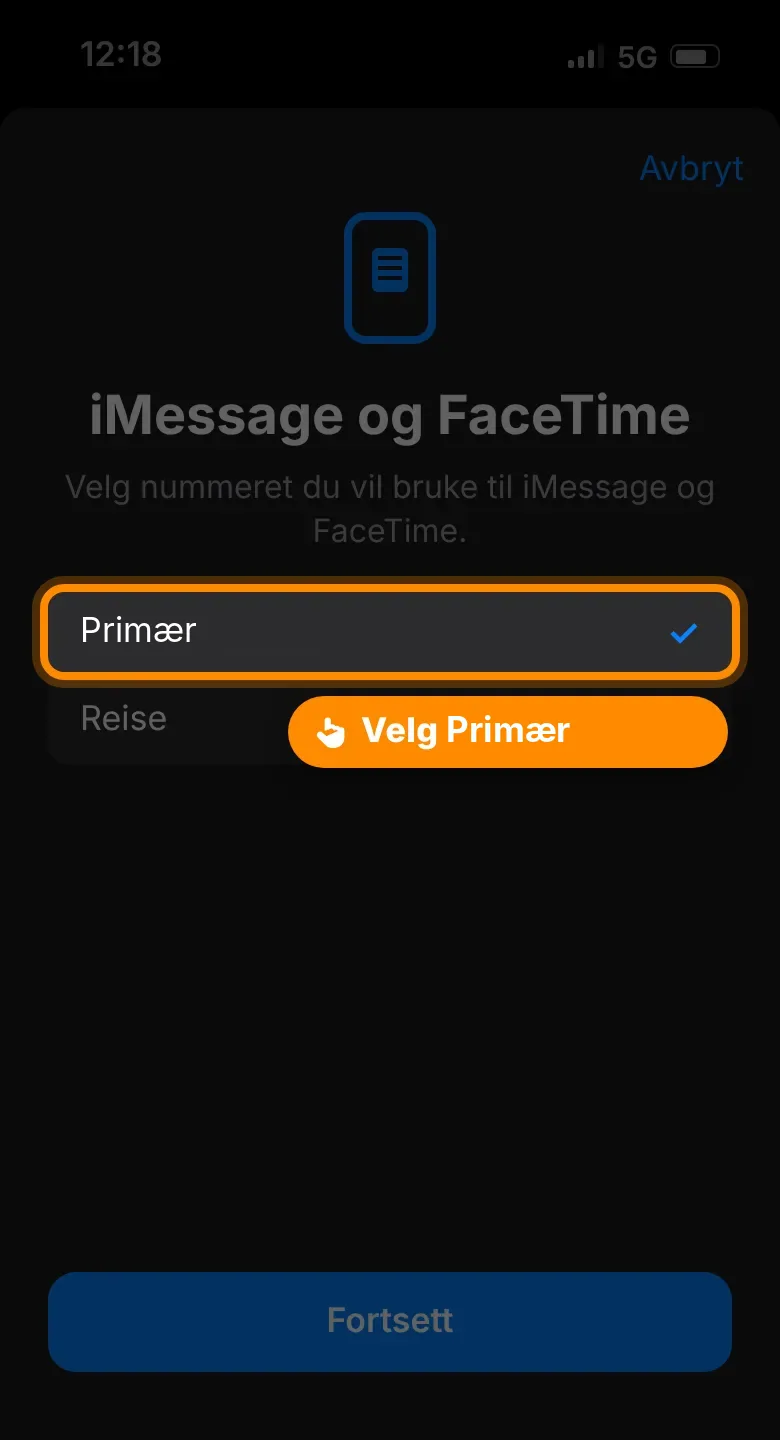 12:18
5G
Avbryt
iMessage og FaceTime
Velg nummeret du vil bruke til iMessage og
FaceTime.
Primær
Reise
Velg Primær
Fortsett